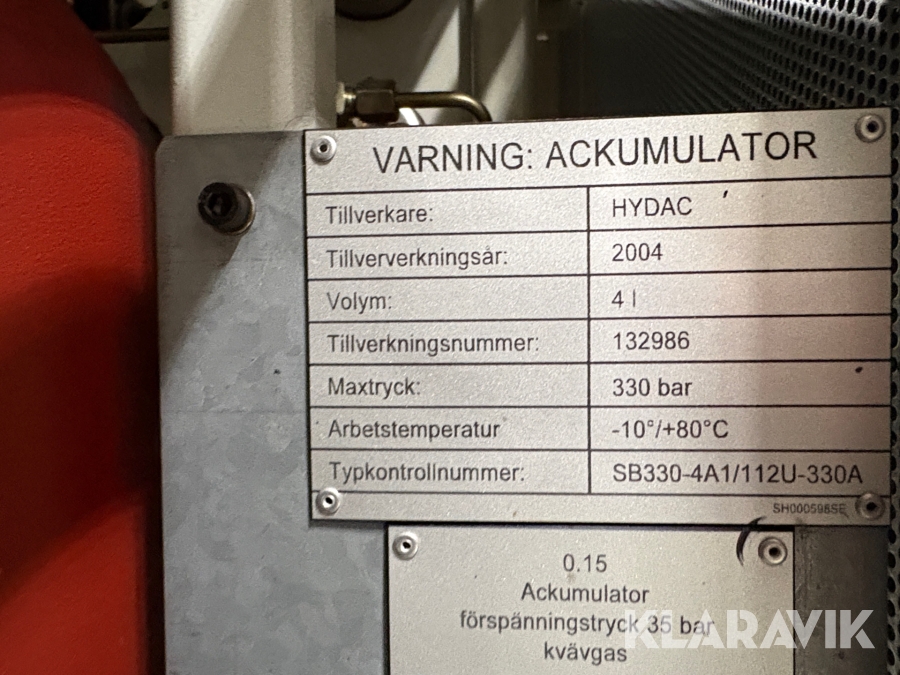 VARNING: ACKUMULATOR
Tillverkare: HYDAC
Tillververkningsår: 2004
Volym: 4 l
Tillverkningsnummer: 132986
Maxtryck: 330 bar
Arbetstemperatur -10°/+80°C
Typkontrollnummer: SB330-4A1/112U-330A
SH000598SE
0.15
Ackumulator
förspänningstryck 35 bar
kvävgas
KLARAVIK